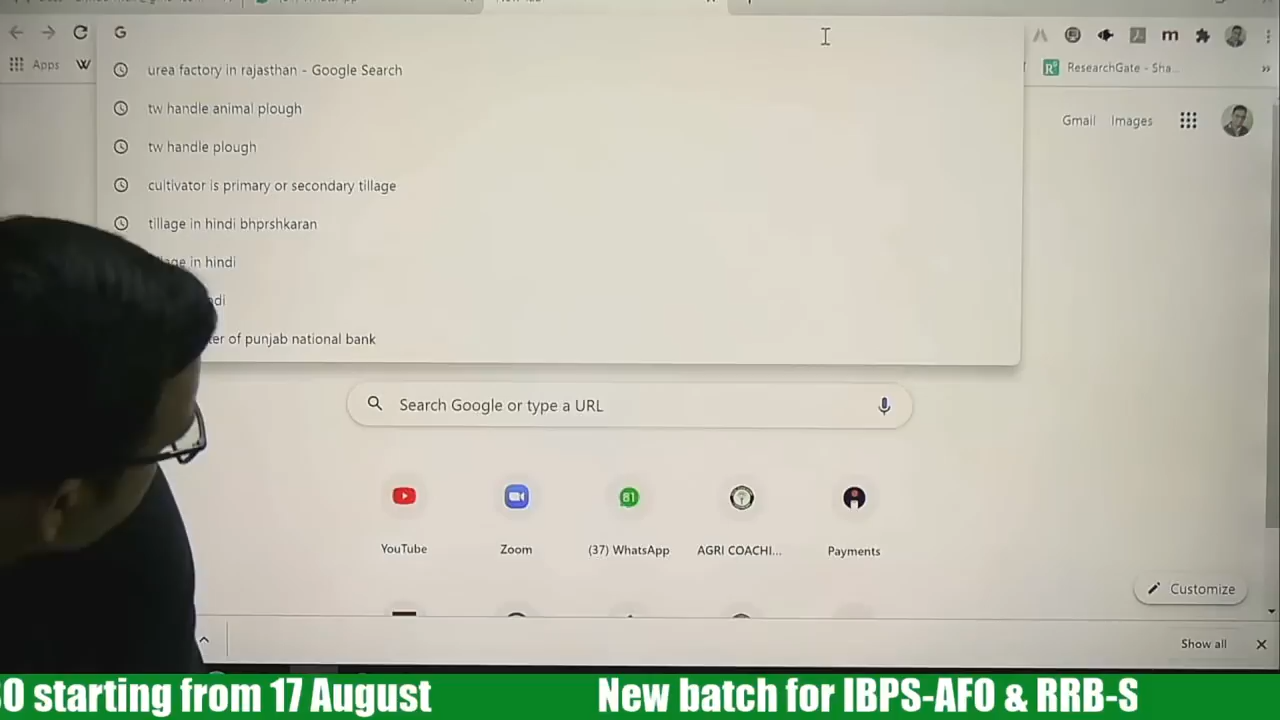 G
urea factory in rajasthan - Google Search
tw handle animal plough
tw handle plough
cultivator is primary or secondary tillage
tillage in hindi bhprshkaran
in hindi
of punjab national bank
Apps W
m
ResearchGate - Sha... »
Gmail Images
Search Google or type a URL
81
YouTube Zoom (37) WhatsApp AGRI COACHI... Payments
Customize
Show all
starting from 17 August New batch for IBPS-AFO & RRB-S